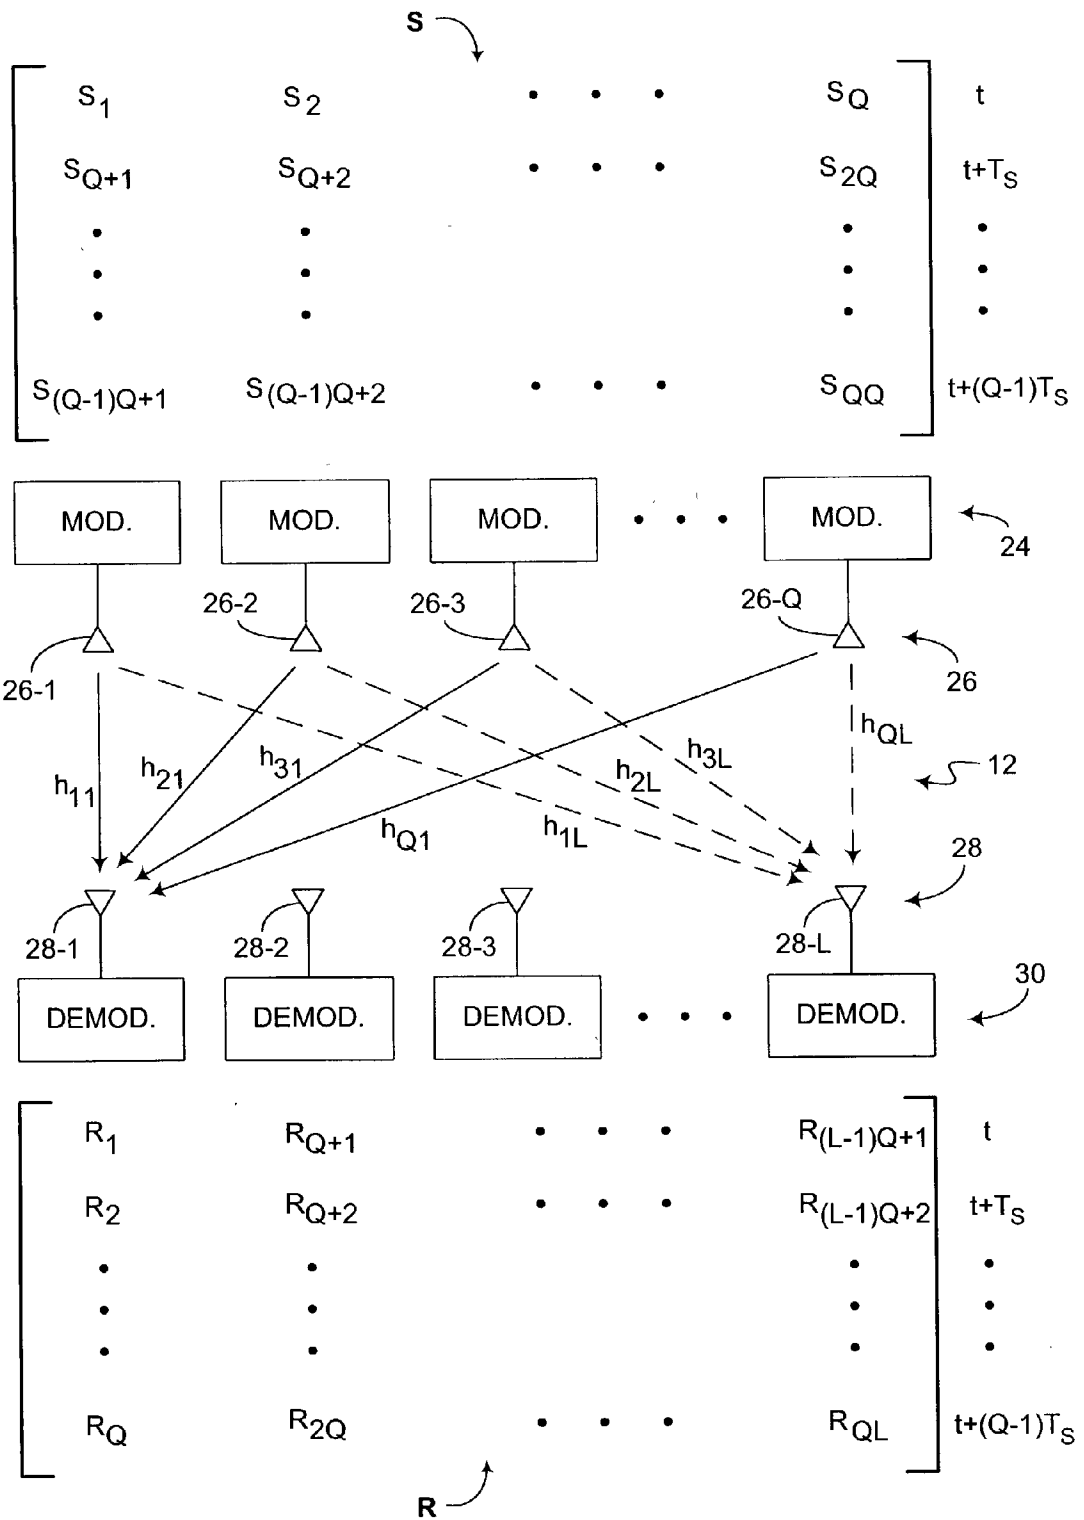 S
S1 S2 • • • SQ t
SQ+1 SQ+2 • • • S2Q t+TS
S(Q-1)Q+1 S(Q-1)Q+2 • • • SQQ t+(Q-1)TS
MOD. MOD. MOD. • • • MOD. 24
26-1 26-2 26-3 26-Q 26
h11 h21 h31 hQ1 h1L h2L h3L hQL 12
28-1 28-2 28-3 28-L 28
DEMOD. DEMOD. DEMOD. • • • DEMOD. 30
R1 RQ+1 • • • R(L-1)Q+1 t
R2 RQ+2 • • • R(L-1)Q+2 t+TS
RQ R2Q • • • RQL t+(Q-1)TS
R